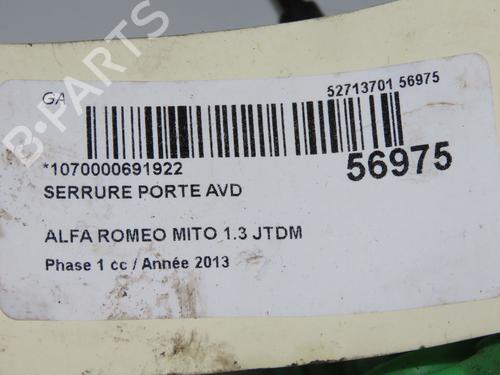 GA
52713701 56975
*1070000691922
56975
SERRURE PORTE AVD
ALFA ROMEO MITO 1.3 JTDM
Phase 1 cc / Année 2013
B-PARTS